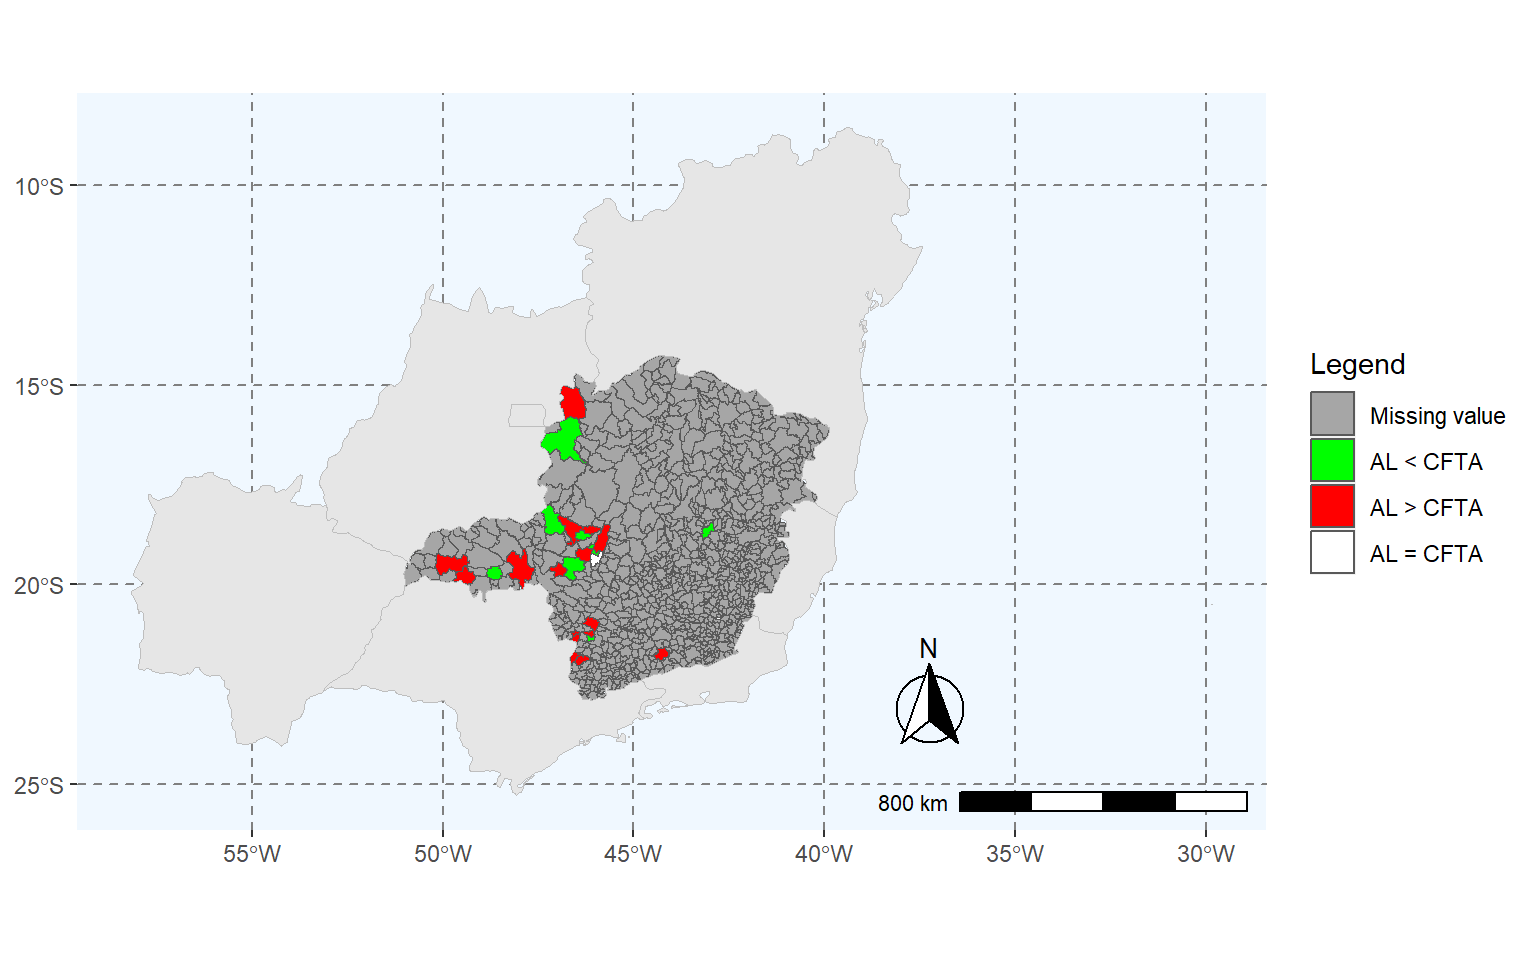 10°S
15°S
20°S
25°S
55°W
50°W
45°W
40°W
35°W
30°W
N
800 km
Legend
Missing value
AL < CFTA
AL > CFTA
AL = CFTA